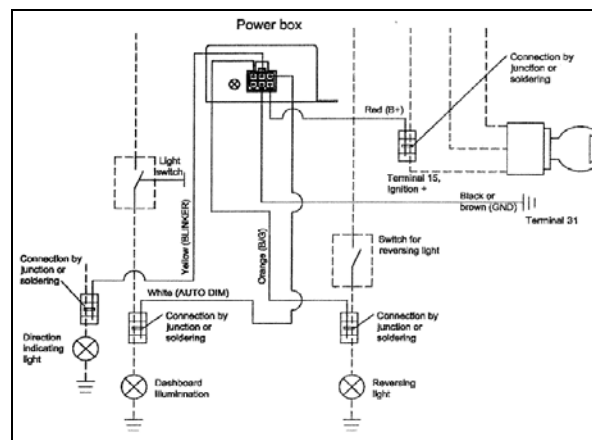 Power box
Connection by
junction or
soldering
Red (B+)
Light
switch
Terminal 15,
Ignition +
Black or
brown (GND)
Terminal 31
Yellow (BLINKER)
Orange (B/G)
Switch for
reversing light
Connection by
junction or
soldering
White (AUTO DIM)
Connection by
junction or
soldering
Connection by
junction or
soldering
Direction
indicating
light
Dashboard
illuminnation
Reversing
light